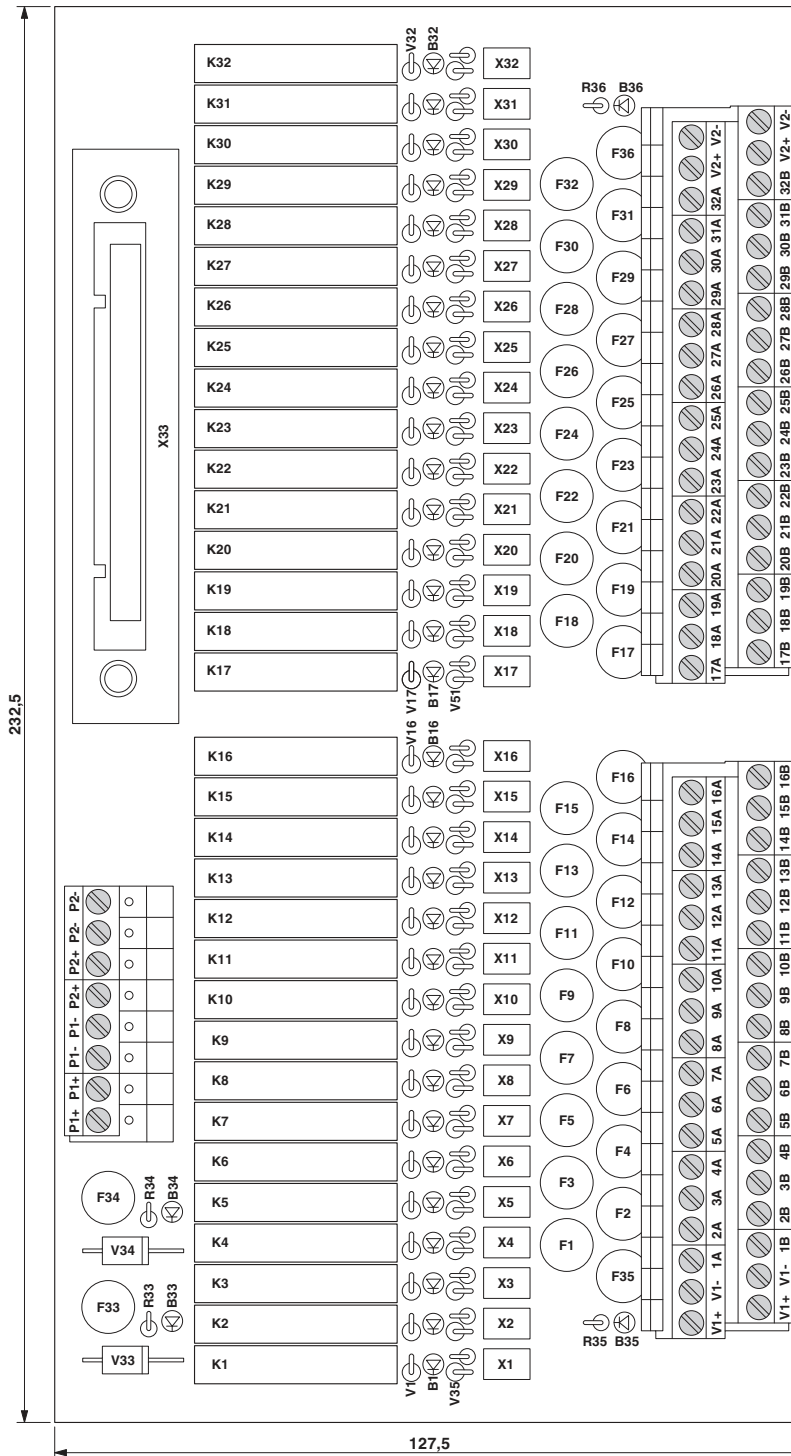 V32 B32
K32 X32
R36 B36
K31 X31
K30 X30
K29 X29
K28 X28
K27 X27
K26 X26
K25 X25
K24 X24
K23 X23
K22 X22
K21 X21
K20 X20
K19 X19
K18 X18
K17 X17
V17 B17 V51
X33
F36
F32
F31
F30
F29
F28
F27
F26
F25
F24
F23
F22
F21
F20
F19
F18
F17
V2-
V2+
32A
31A
30A
29A
28A
27A
26A
25A
24A
23A
22A
21A
20A
19A
18A
17A
V2-
V2+
32B
31B
30B
29B
28B
27B
26B
25B
24B
23B
22B
21B
20B
19B
18B
17B
232,5
V16 B16
K16 X16
K15 X15
K14 X14
K13 X13
K12 X12
K11 X11
K10 X10
K9 X9
K8 X8
K7 X7
K6 X6
K5 X5
K4 X4
K3 X3
K2 X2
K1 X1
V1 B1 V35
P2-
P2-
P2+
P2+
P1-
P1-
P1+
P1+
F34 R34 B34
V34
F33 R33 B33
V33
F16
F15
F14
F13
F12
F11
F10
F9
F8
F7
F6
F5
F4
F3
F2
F1
F35
R35 B35
16A
15A
14A
13A
12A
11A
10A
9A
8A
7A
6A
5A
4A
3A
2A
1A
V1-
V1+
16B
15B
14B
13B
12B
11B
10B
9B
8B
7B
6B
5B
4B
3B
2B
1B
V1-
V1+
127,5